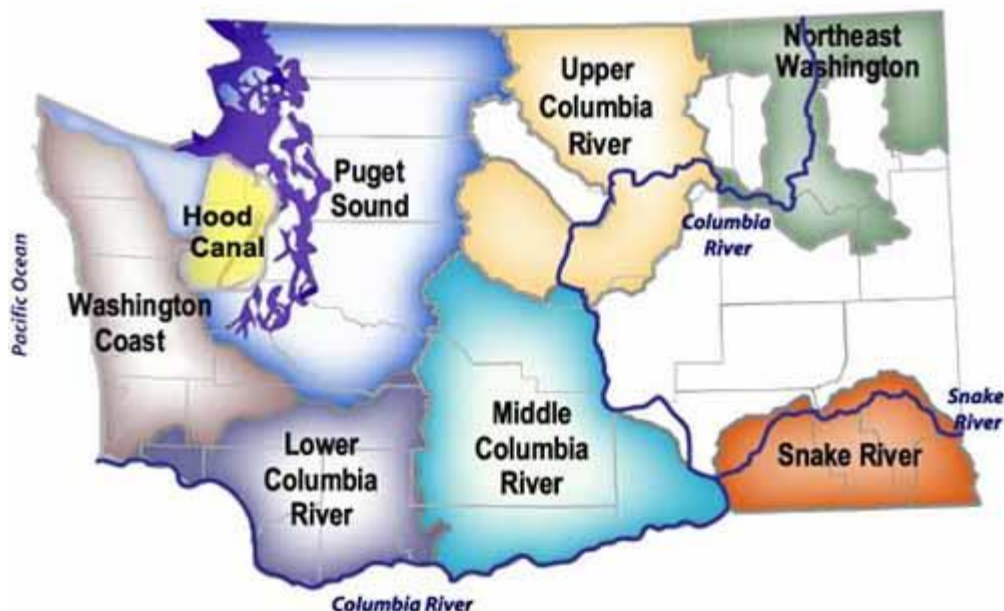 Northeast
Washington
Upper
Columbia
River
Puget
Sound
Hood
Canal
Columbia
River
Pacific Ocean
Washington
Coast
Snake
River
Middle
Columbia
River
Lower
Columbia
River
Snake River
Columbia River